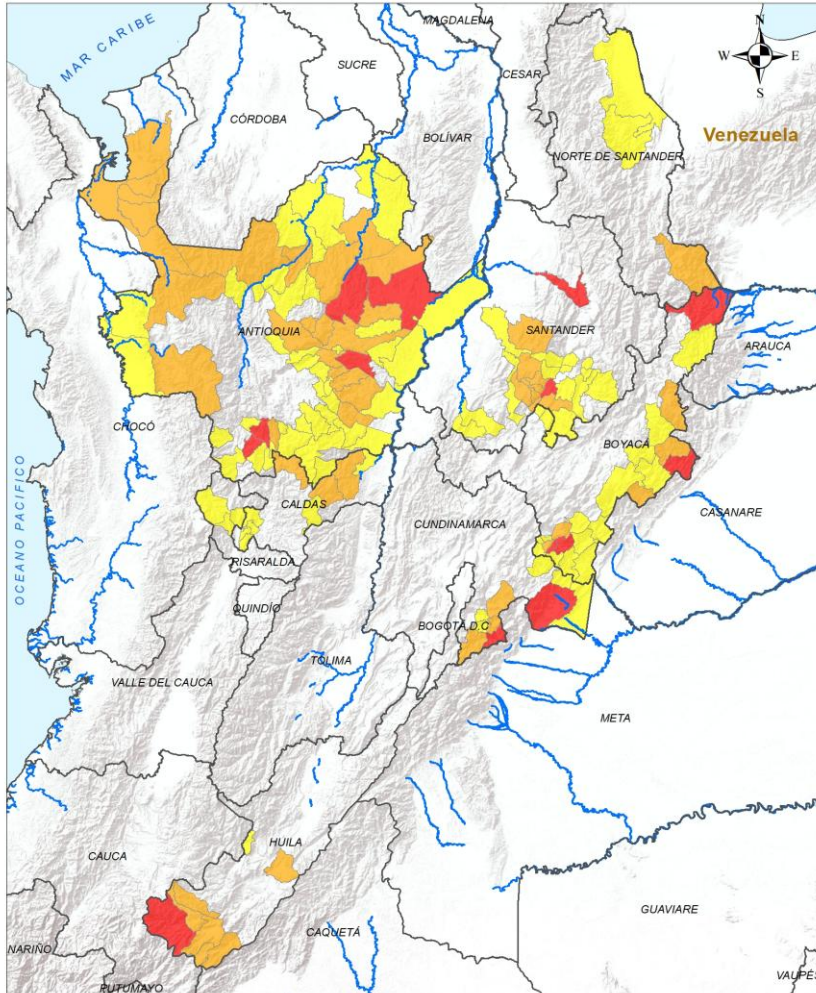 MAGDALENA
MAR CARIBE
N
W E
S
SUCRE
CESAR
CÓRDOBA
BOLÍVAR
Venezuela
NORTE DE SANTANDER
ANTIOQUIA
SANTANDER
ARAUCA
CHOCÓ
BOYACÁ
OCEANO PACIFICO
CALDAS
CASANARE
CUNDINAMARCA
RISARALDA
QUINDÍO
BOGOTÁ D.C
TOLIMA
VALLE DEL CAUCA
META
HUILA
CAUCA
GUAVIARE
CAQUETÁ
NARIÑO
PUTUMAYO
VAUPÉS